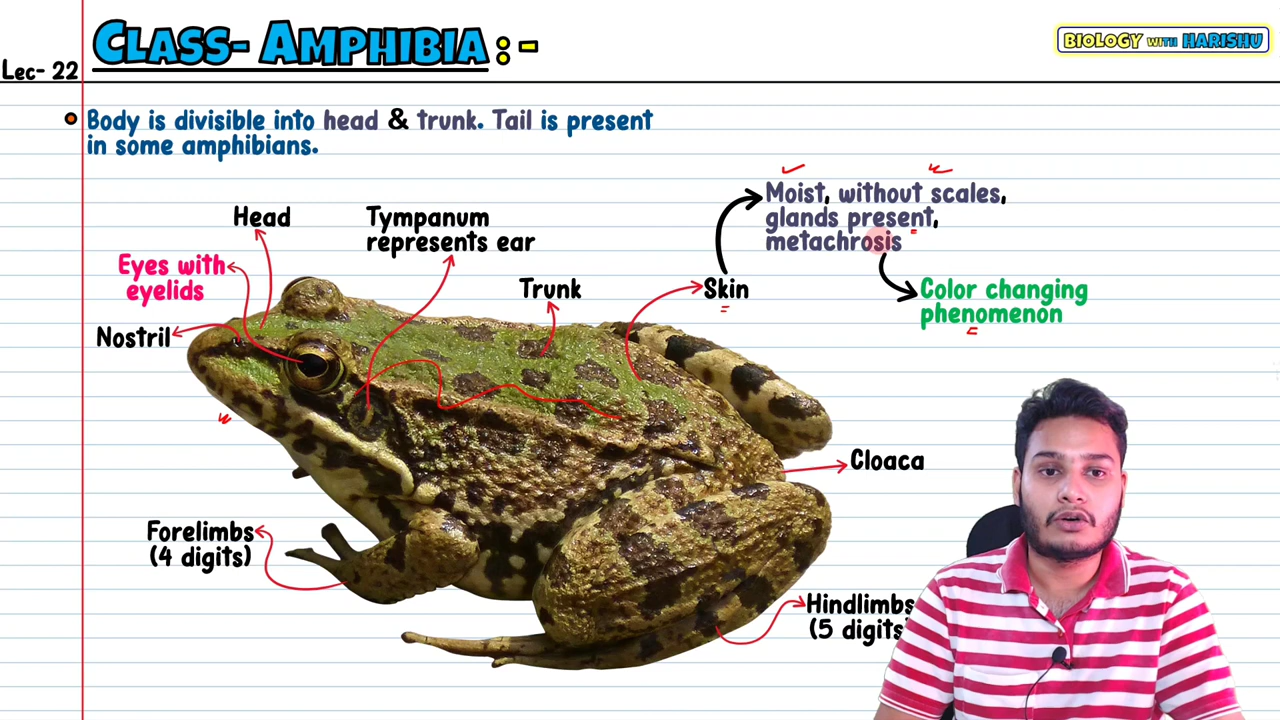 CLASS- AMPHIBIA :-
BIOLOGY WITH HARISHU
Lec- 22
Body is divisible into head & trunk. Tail is present
in some amphibians.
Moist, without scales,
glands present,
metachrosis
Head
Tympanum
represents ear
Eyes with
eyelids
Trunk
Skin
Color changing
phenomenon
Nostril
Cloaca
Forelimbs
(4 digits)
Hindlimbs
(5 digits